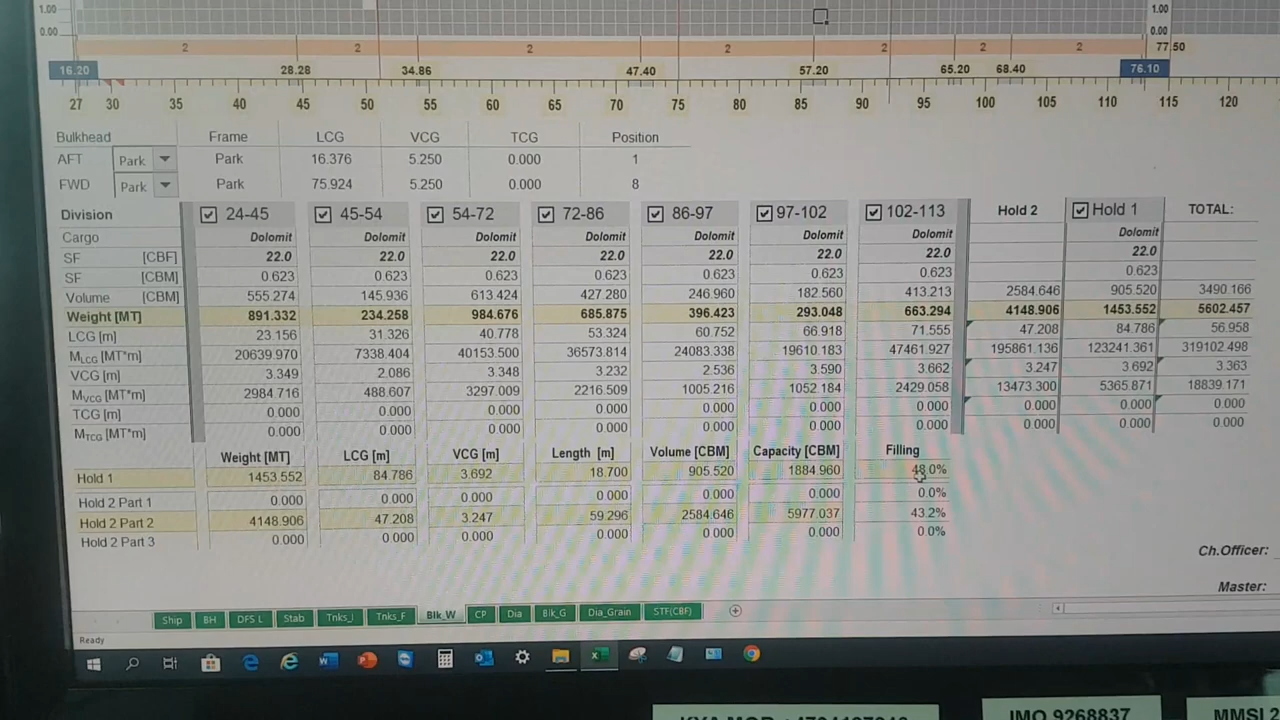 1.00 1.00
0.00 0.00
2 2 2 2 2 2 2 77.50
16.20 28.28 34.86 47.40 57.20 65.20 68.40 76.10
27 30 35 40 45 50 55 60 65 70 75 80 85 90 95 100 105 110 115 120
Bulkhead Frame LCG VCG TCG Position
AFT Park Park 16.376 5.250 0.000 1
FWD Park Park 75.924 5.250 0.000 8
Division 24-45 45-54 54-72 72-86 86-97 97-102 102-113 Hold 2 Hold 1 TOTAL:
Cargo Dolomit Dolomit Dolomit Dolomit Dolomit Dolomit Dolomit Dolomit
SF [CBF] 22.0 22.0 22.0 22.0 22.0 22.0 22.0 22.0
SF [CBM] 0.623 0.623 0.623 0.623 0.623 0.623 0.623 0.623
Volume [CBM] 555.274 145.936 613.424 427.280 246.960 182.560 413.213 2584.646 905.520 3490.166
Weight [MT] 891.332 234.258 984.676 685.875 396.423 293.048 663.294 4148.906 1453.552 5602.457
LCG [m] 23.156 31.326 40.778 53.324 60.752 66.918 71.555 47.208 84.786 56.958
MLCG [MT*m] 20639.970 7338.404 40153.500 36573.814 24083.338 19610.183 47461.927 195861.136 123241.361 319102.498
VCG [m] 3.349 2.086 3.348 3.232 2.536 3.590 3.662 3.247 3.692 3.363
MVCG [MT*m] 2984.716 488.607 3297.009 2216.509 1005.216 1052.184 2429.058 13473.300 5365.871 18839.171
TCG [m] 0.000 0.000 0.000 0.000 0.000 0.000 0.000 0.000 0.000 0.000
MTCG [MT*m] 0.000 0.000 0.000 0.000 0.000 0.000 0.000 0.000 0.000 0.000
Weight [MT] LCG [m] VCG [m] Length [m] Volume [CBM] Capacity [CBM] Filling
Hold 1 1453.552 84.786 3.692 18.700 905.520 1884.960 48.0%
Hold 2 Part 1 0.000 0.000 0.000 0.000 0.000 0.000 0.0%
Hold 2 Part 2 4148.906 47.208 3.247 59.296 2584.646 5977.037 43.2%
Hold 2 Part 3 0.000 0.000 0.000 0.000 0.000 0.000 0.0%
Ch.Officer:
Master:
Ship BH DFS L Stab Tnks_I Tnks_F Blk_W CP Dia Blk_G Dia_Grain STF(CBF)
Ready
IMO 9268837 MMSI 2